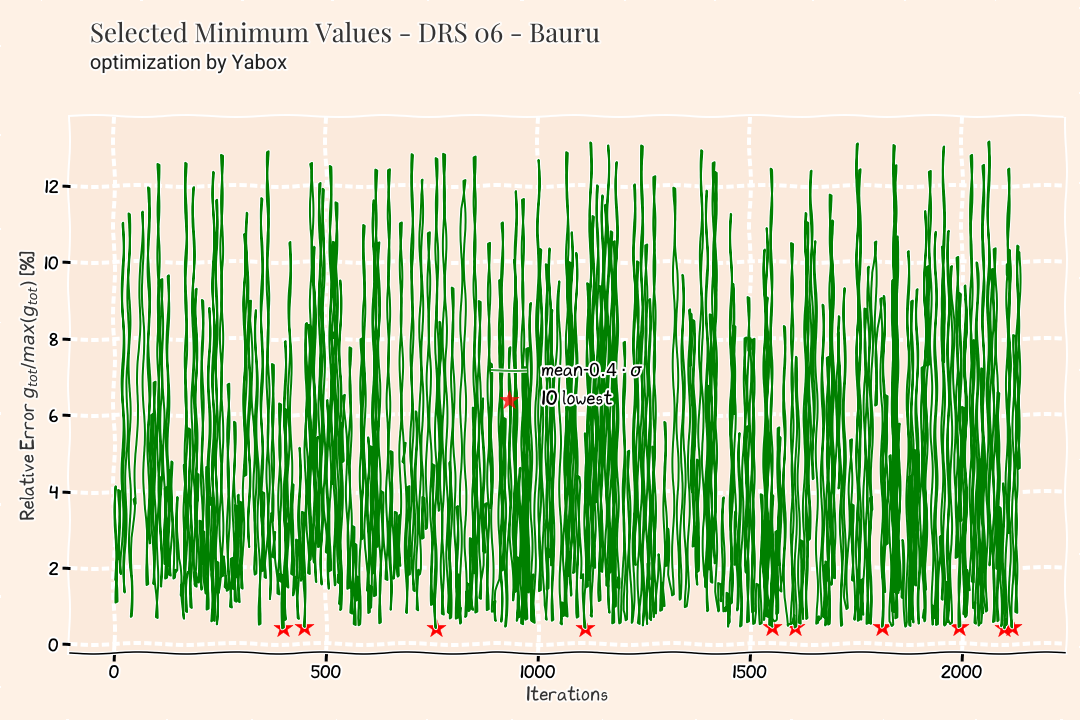 Selected Minimum Values - DRS 06 - Bauru
optimization by Yabox
Relative Error g_tot/max(g_tot) [%]
12
10
8
6
4
2
0
mean-0.4·σ
10 lowest
0 500 1000 1500 2000
Iterations